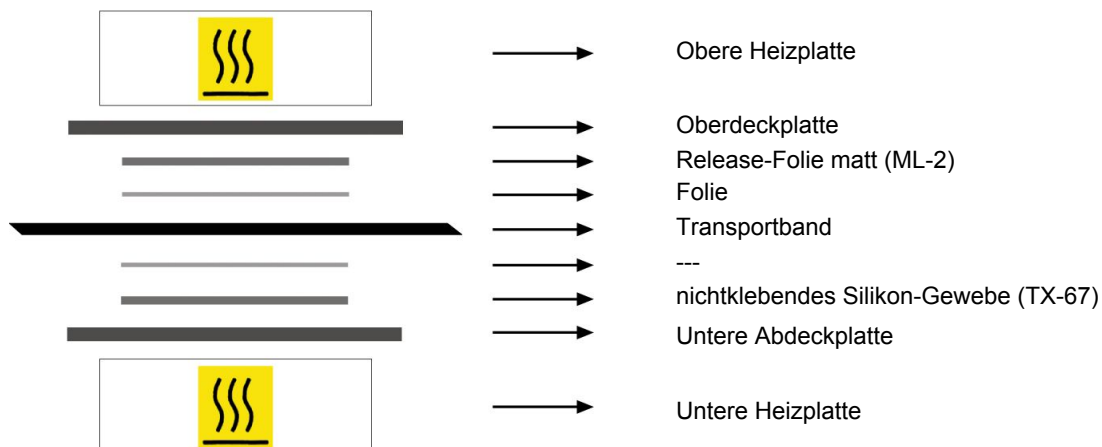 Obere Heizplatte
Oberdeckplatte
Release-Folie matt (ML-2)
Folie
Transportband
---
nichtklebendes Silikon-Gewebe (TX-67)
Untere Abdeckplatte
Untere Heizplatte